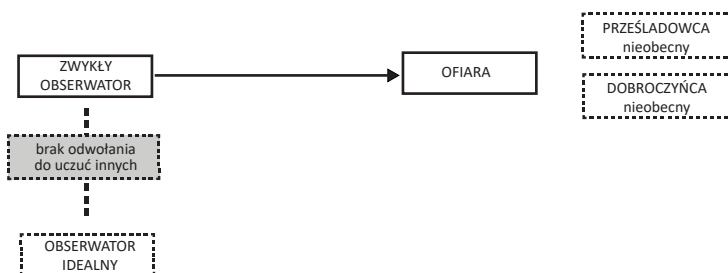 PRZEŚLADOWCA
nieobecny
ZWYKŁY
OBSERWATOR
OFIARA
DOBROCZYŃCA
nieobecny
brak odwołania
do uczuć innych
OBSERWATOR
IDEALNY